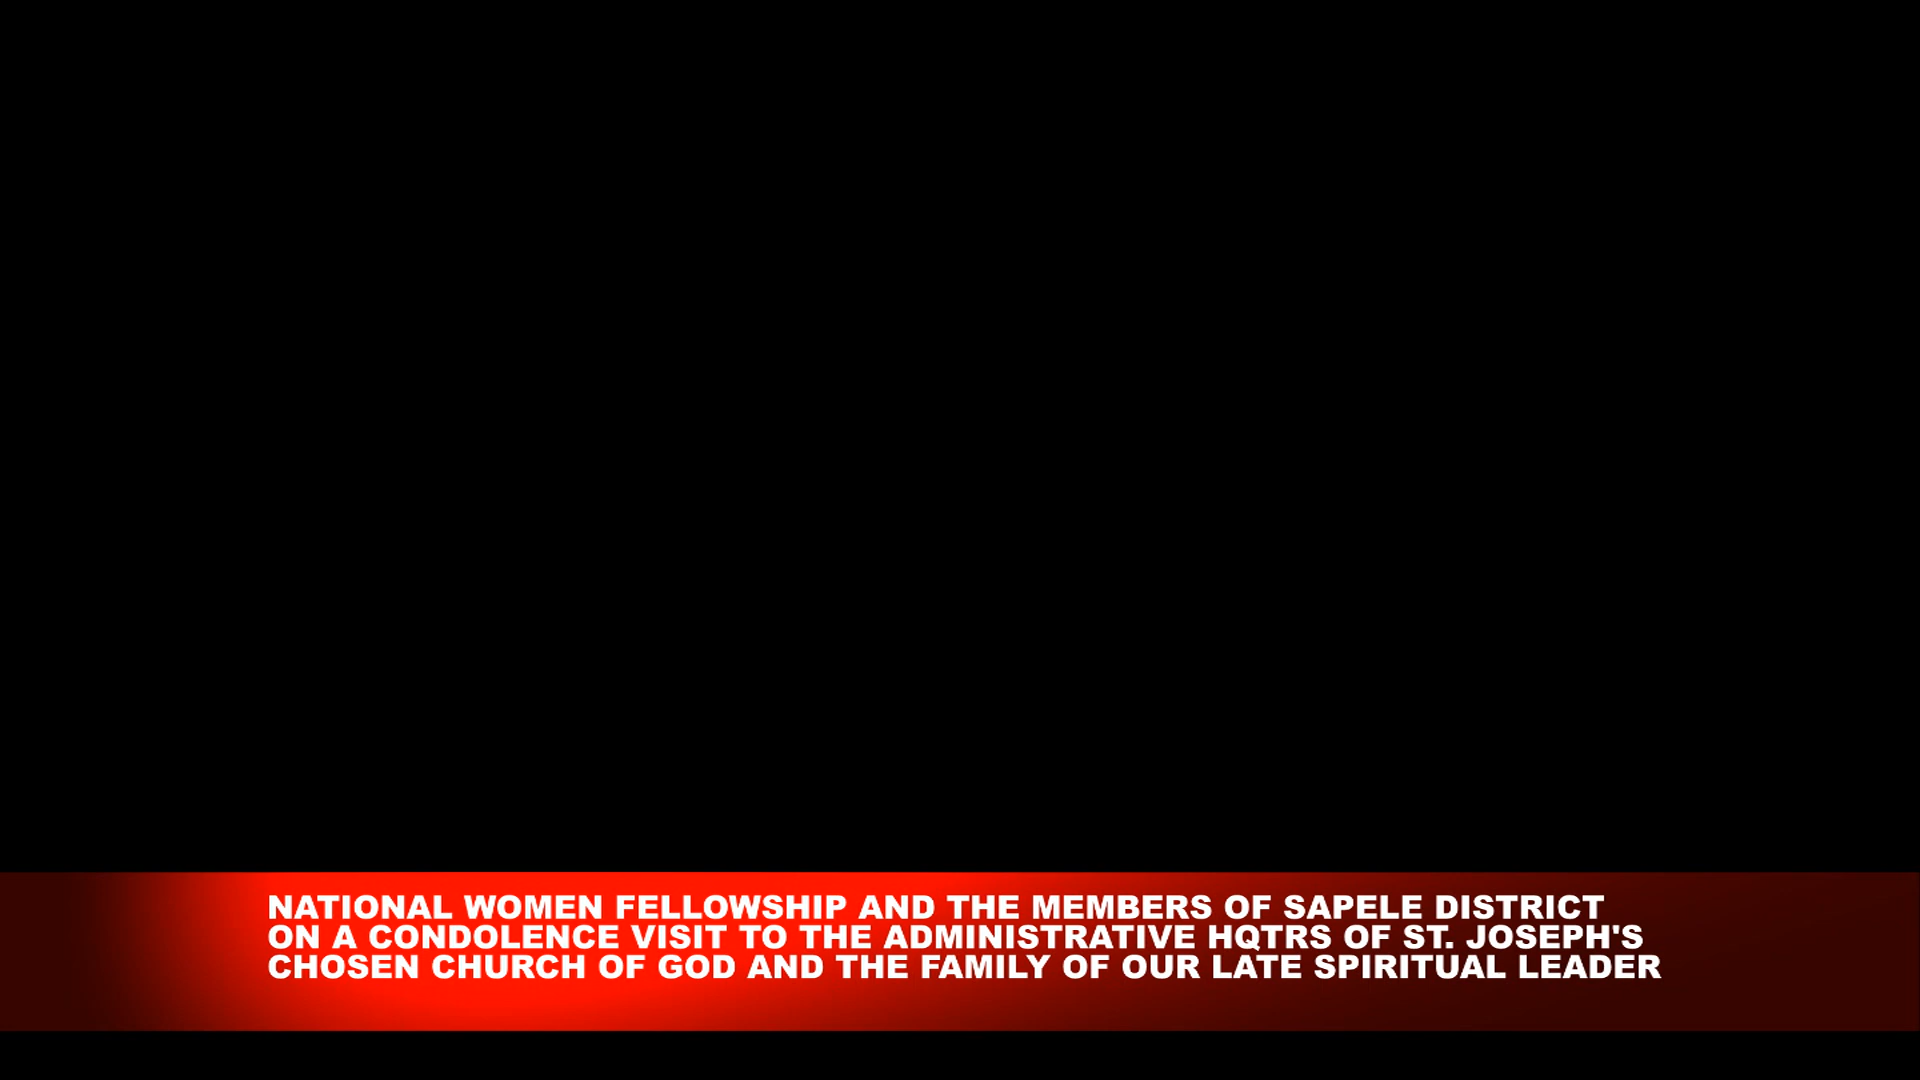 NATIONAL WOMEN FELLOWSHIP AND THE MEMBERS OF SAPELE DISTRICT
ON A CONDOLENCE VISIT TO THE ADMINISTRATIVE HQTRS OF ST. JOSEPH'S
CHOSEN CHURCH OF GOD AND THE FAMILY OF OUR LATE SPIRITUAL LEADER